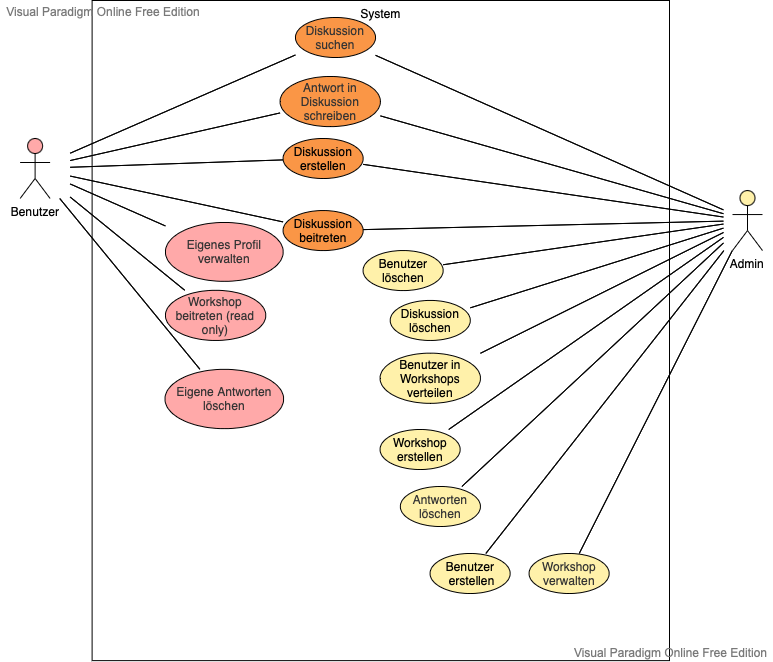 Visual Paradigm Online Free Edition
System
Diskussion
suchen
Antwort in
Diskussion
schreiben
Diskussion
erstellen
Benutzer
Diskussion
beitreten
Eigenes Profil
verwalten
Admin
Benutzer
löschen
Workshop
beitreten (read
only)
Diskussion
löschen
Benutzer in
Workshops
verteilen
Eigene Antworten
löschen
Workshop
erstellen
Antworten
löschen
Benutzer
erstellen
Workshop
verwalten
Visual Paradigm Online Free Edition